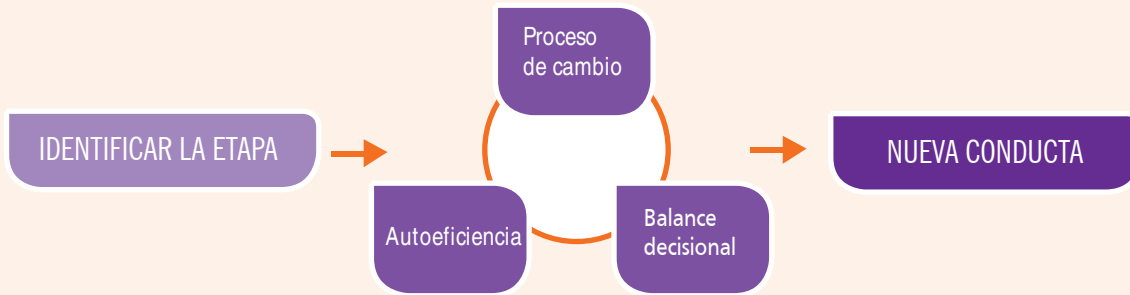 Proceso
de cambio
IDENTIFICAR LA ETAPA
NUEVA CONDUCTA
Autoeficiencia
Balance
decisional